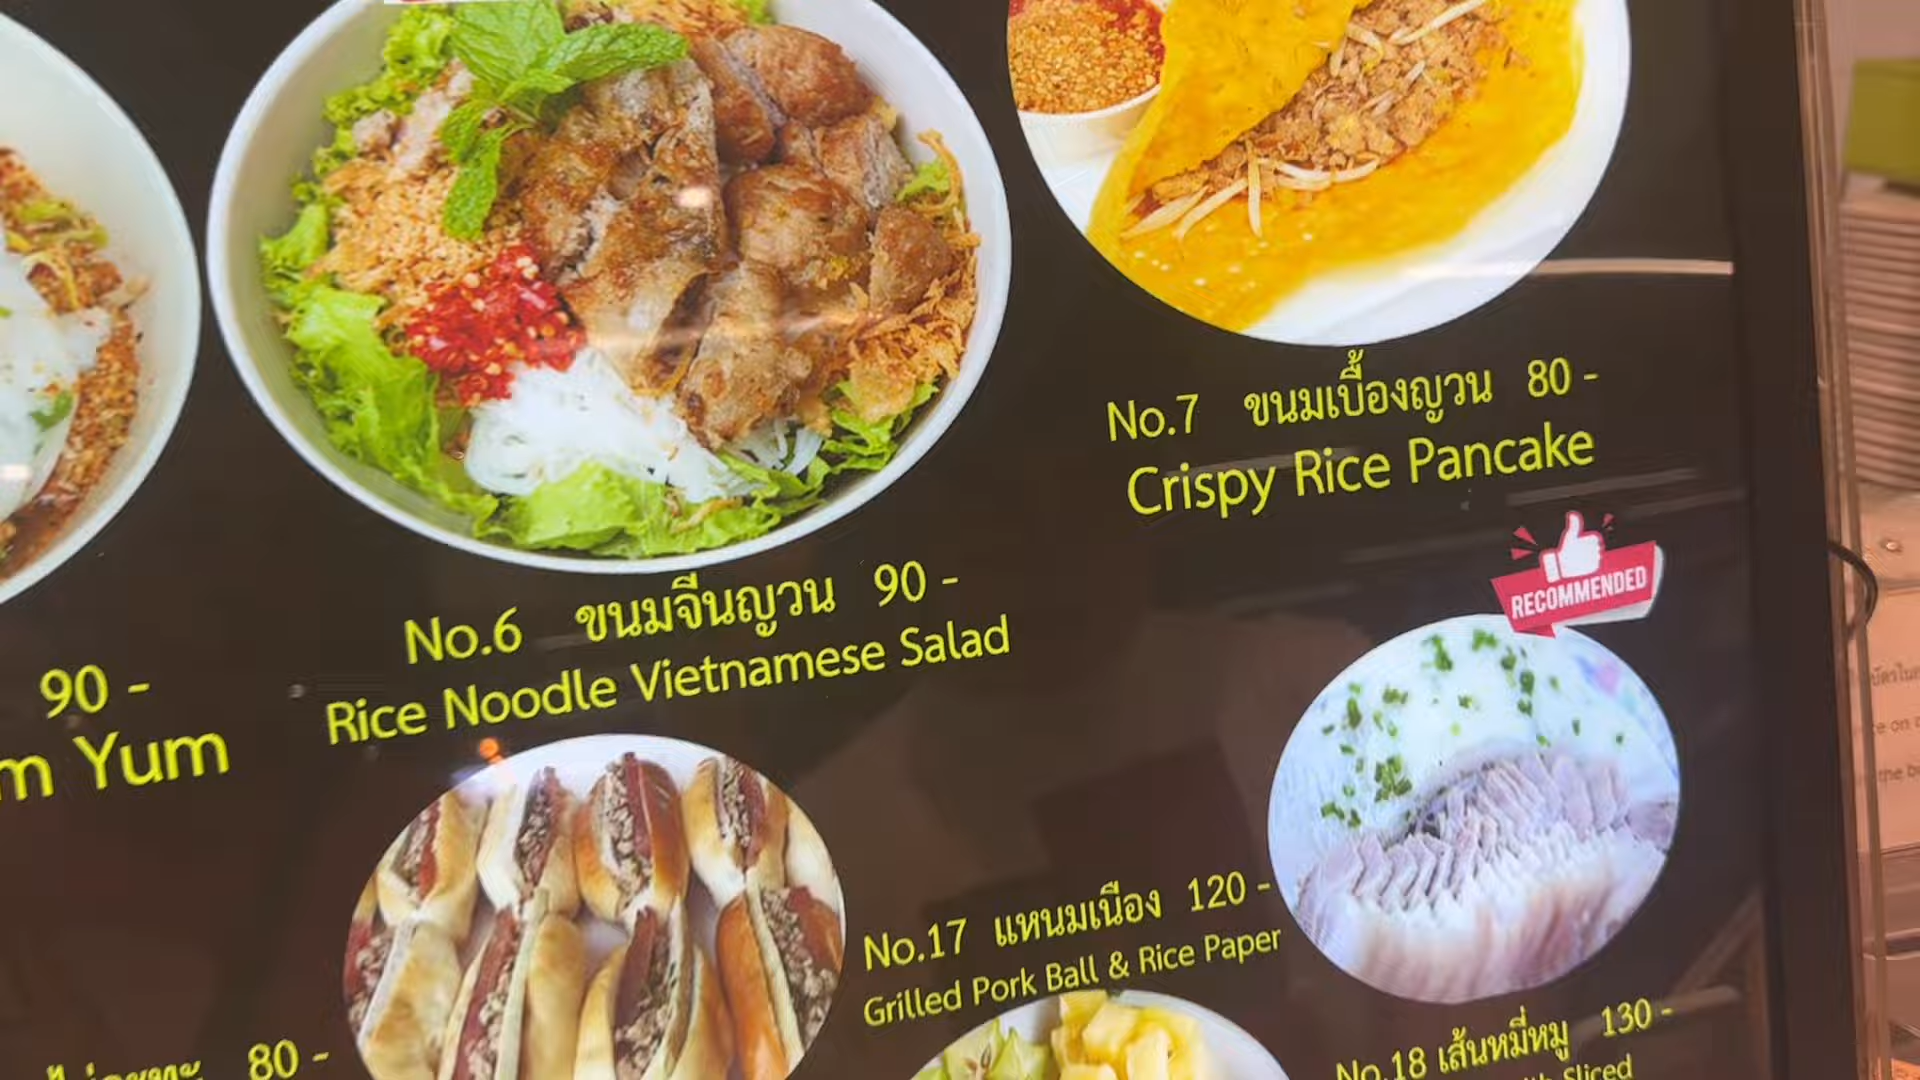 No.7 ขนมเบื้องญวน 80 -
Crispy Rice Pancake
RECOMMENDED
No.6 ขนมจีนญวน 90 -
Rice Noodle Vietnamese Salad
90 -
Yum
No.17 แหนมเนือง 120 -
Grilled Pork Ball & Rice Paper
No.18 เส้นหมี่หมู 130 -
Sliced
80 -